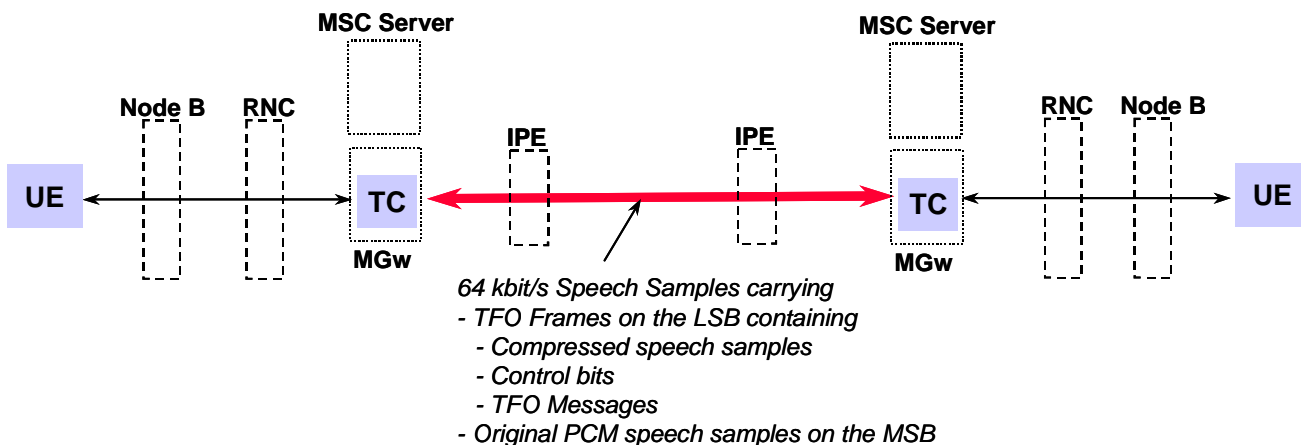 MSC Server
MSC Server
Node B
RNC
IPE
IPE
RNC
Node B
UE
TC
TC
UE
MGw
MGw
64 kbit/s Speech Samples carrying
- TFO Frames on the LSB containing
- Compressed speech samples
- Control bits
- TFO Messages
- Original PCM speech samples on the MSB